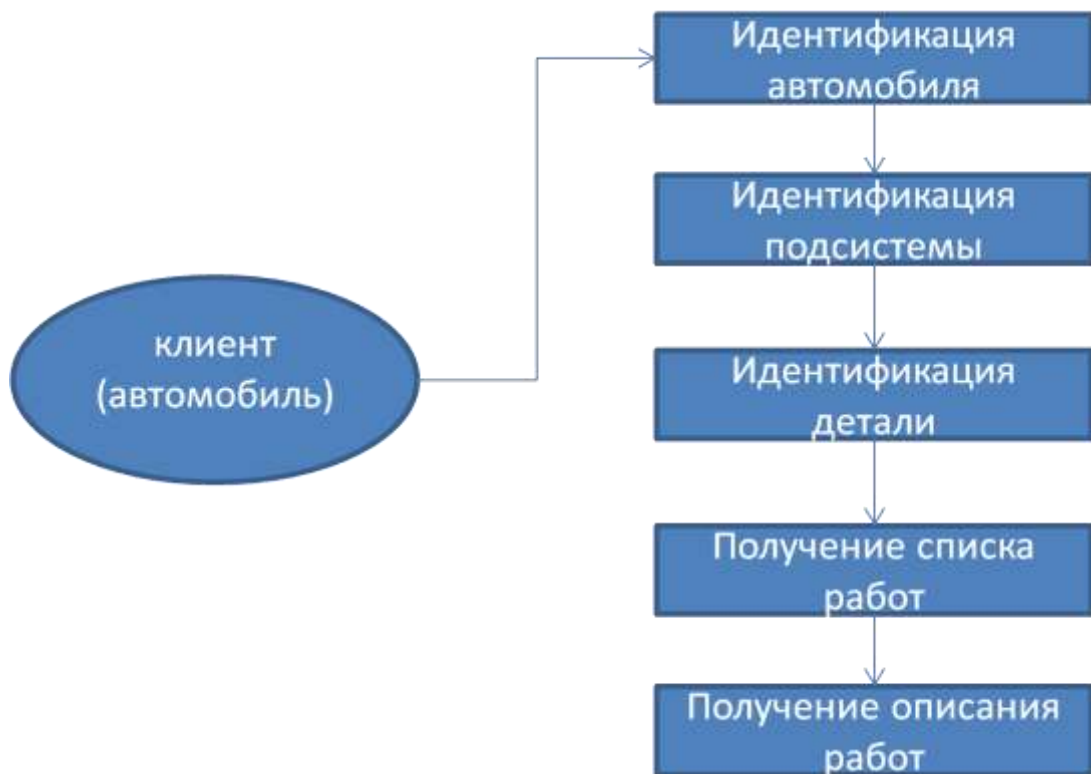 Идентификация
автомобиля
Идентификация
подсистемы
клиент
(автомобиль)
Идентификация
детали
Получение списка
работ
Получение описания
работ